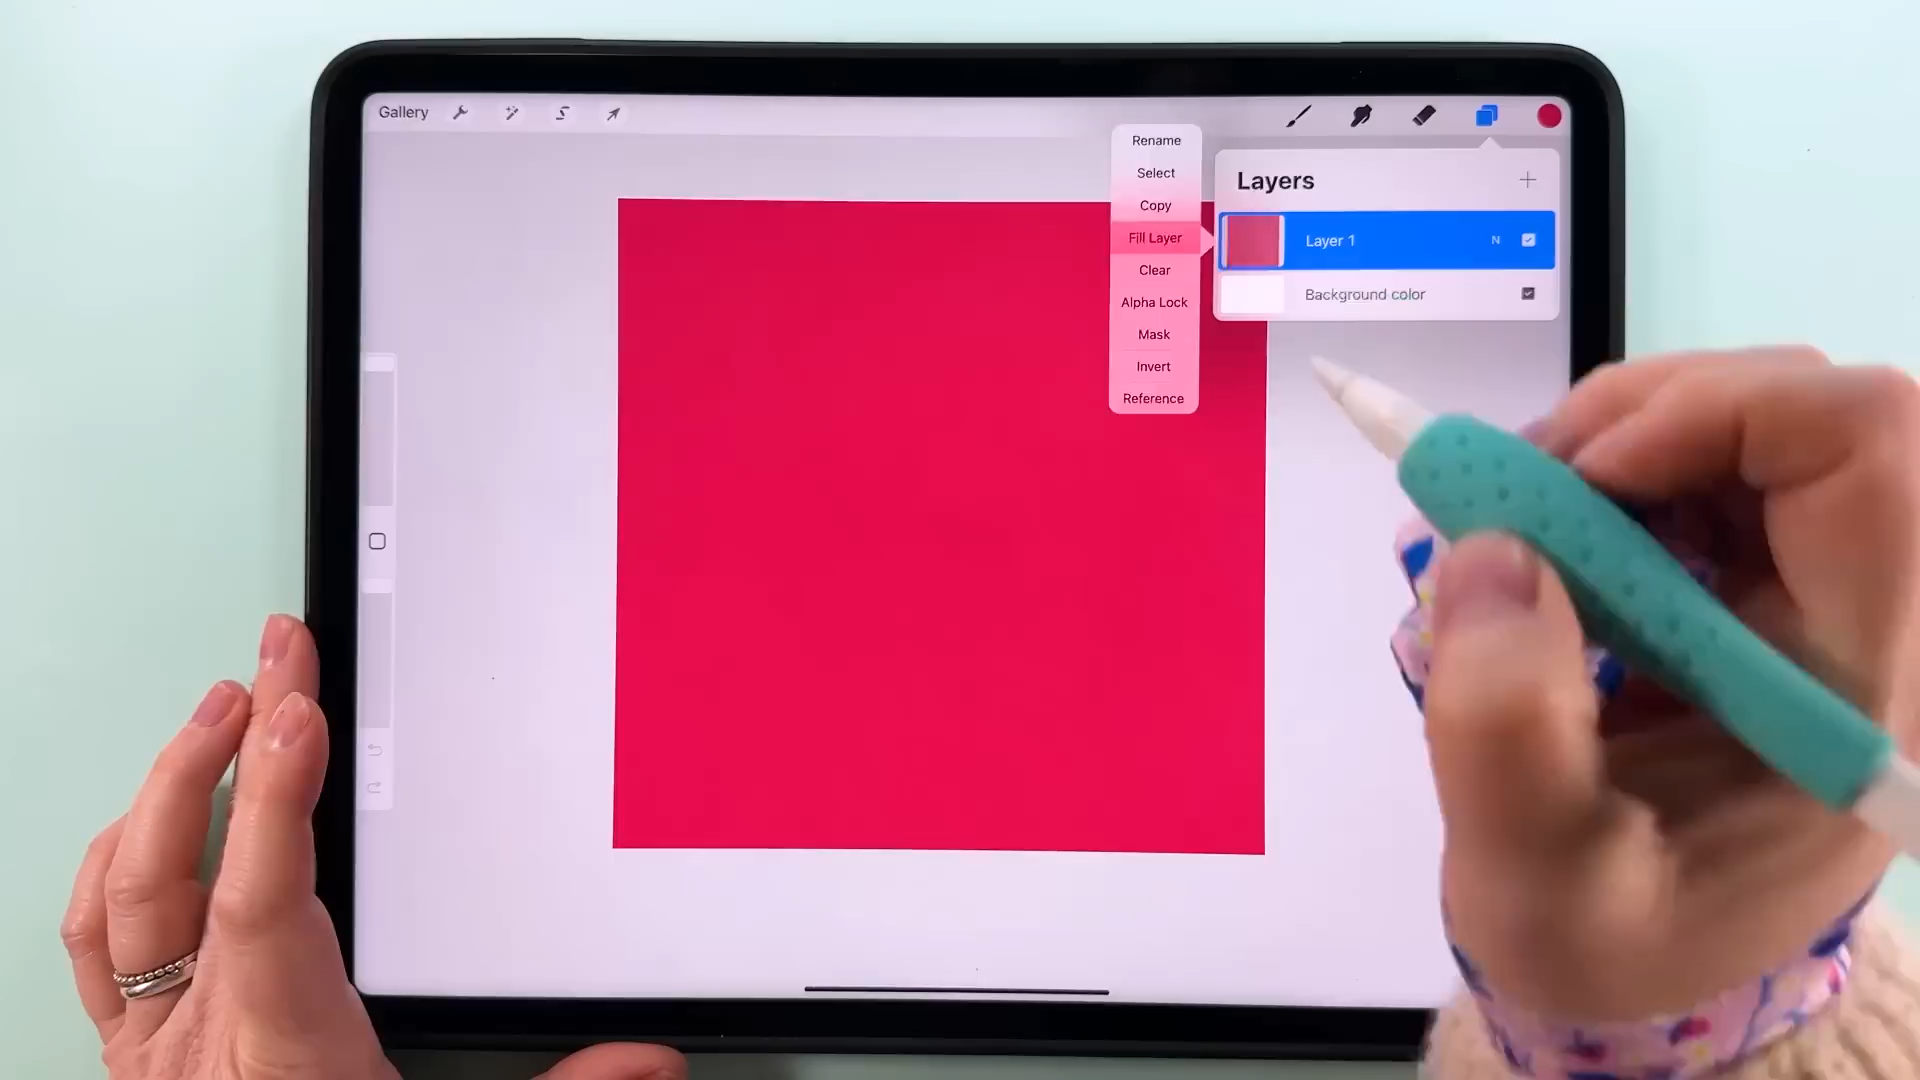 Gallery
Rename
Select
Copy
Fill Layer
Clear
Alpha Lock
Mask
Invert
Reference
Layers
Layer 1
N
Background color